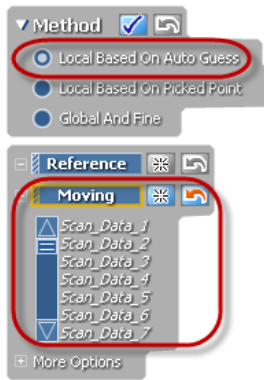 Method
Local Based On Auto Guess
Local Based On Picked Point
Global And Fine
Reference
Moving
Scan_Data_1
Scan_Data_2
Scan_Data_3
Scan_Data_4
Scan_Data_5
Scan_Data_6
Scan_Data_7
More Options